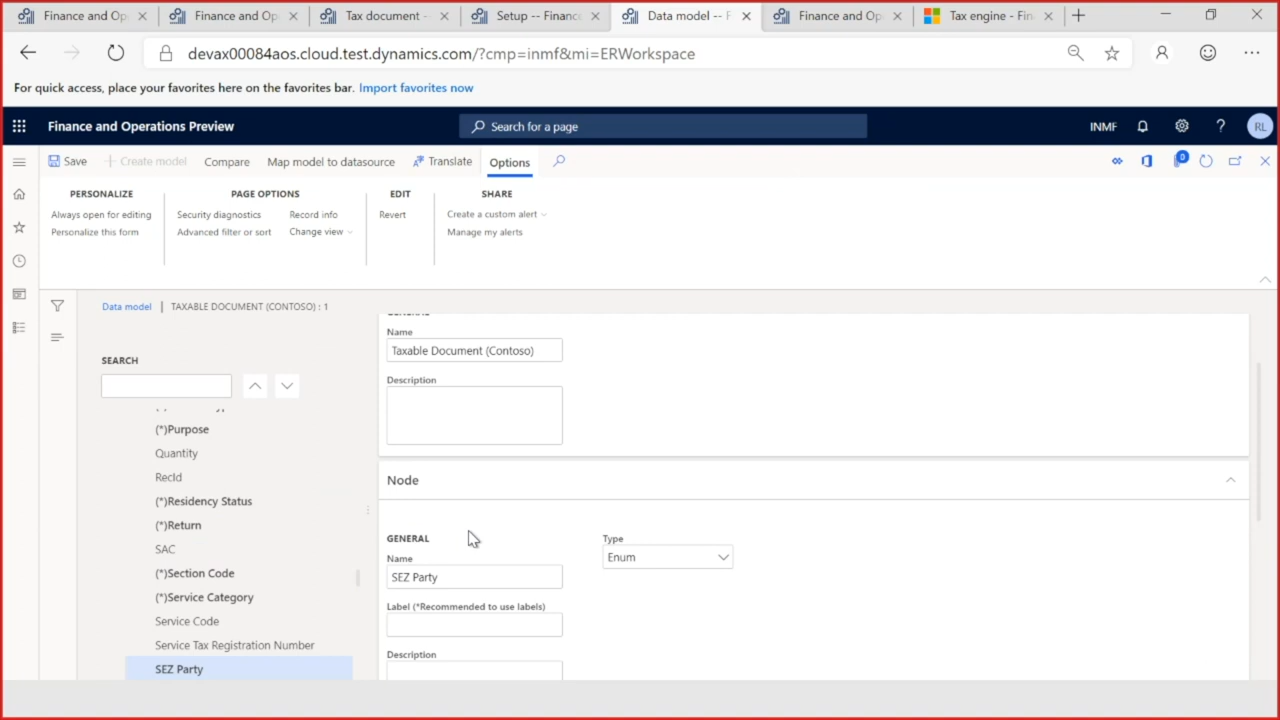 Finance and Op
Finance and Op
Tax document -
Setup -- Financ
Data model -- F
Finance and Op
Tax engine - Fin
devax00084aos.cloud.test.dynamics.com/?cmp=inmf&mi=ERWorkspace
For quick access, place your favorites here on the favorites bar. Import favorites now
Finance and Operations Preview
Search for a page
INMF
RL
Save
Create model
Compare
Map model to datasource
Translate
Options
0
PERSONALIZE
Always open for editing
Personalize this form
PAGE OPTIONS
Security diagnostics
Record info
Advanced filter or sort
Change view
EDIT
Revert
SHARE
Create a custom alert
Manage my alerts
Data model | TAXABLE DOCUMENT (CONTOSO) : 1
SEARCH
(*)Purpose
Quantity
RecId
(*)Residency Status
(*)Return
SAC
(*)Section Code
(*)Service Category
Service Code
Service Tax Registration Number
SEZ Party
GENERAL
Name
Taxable Document (Contoso)
Description
Node
GENERAL
Name
SEZ Party
Label (*Recommended to use labels)
Description
Type
Enum